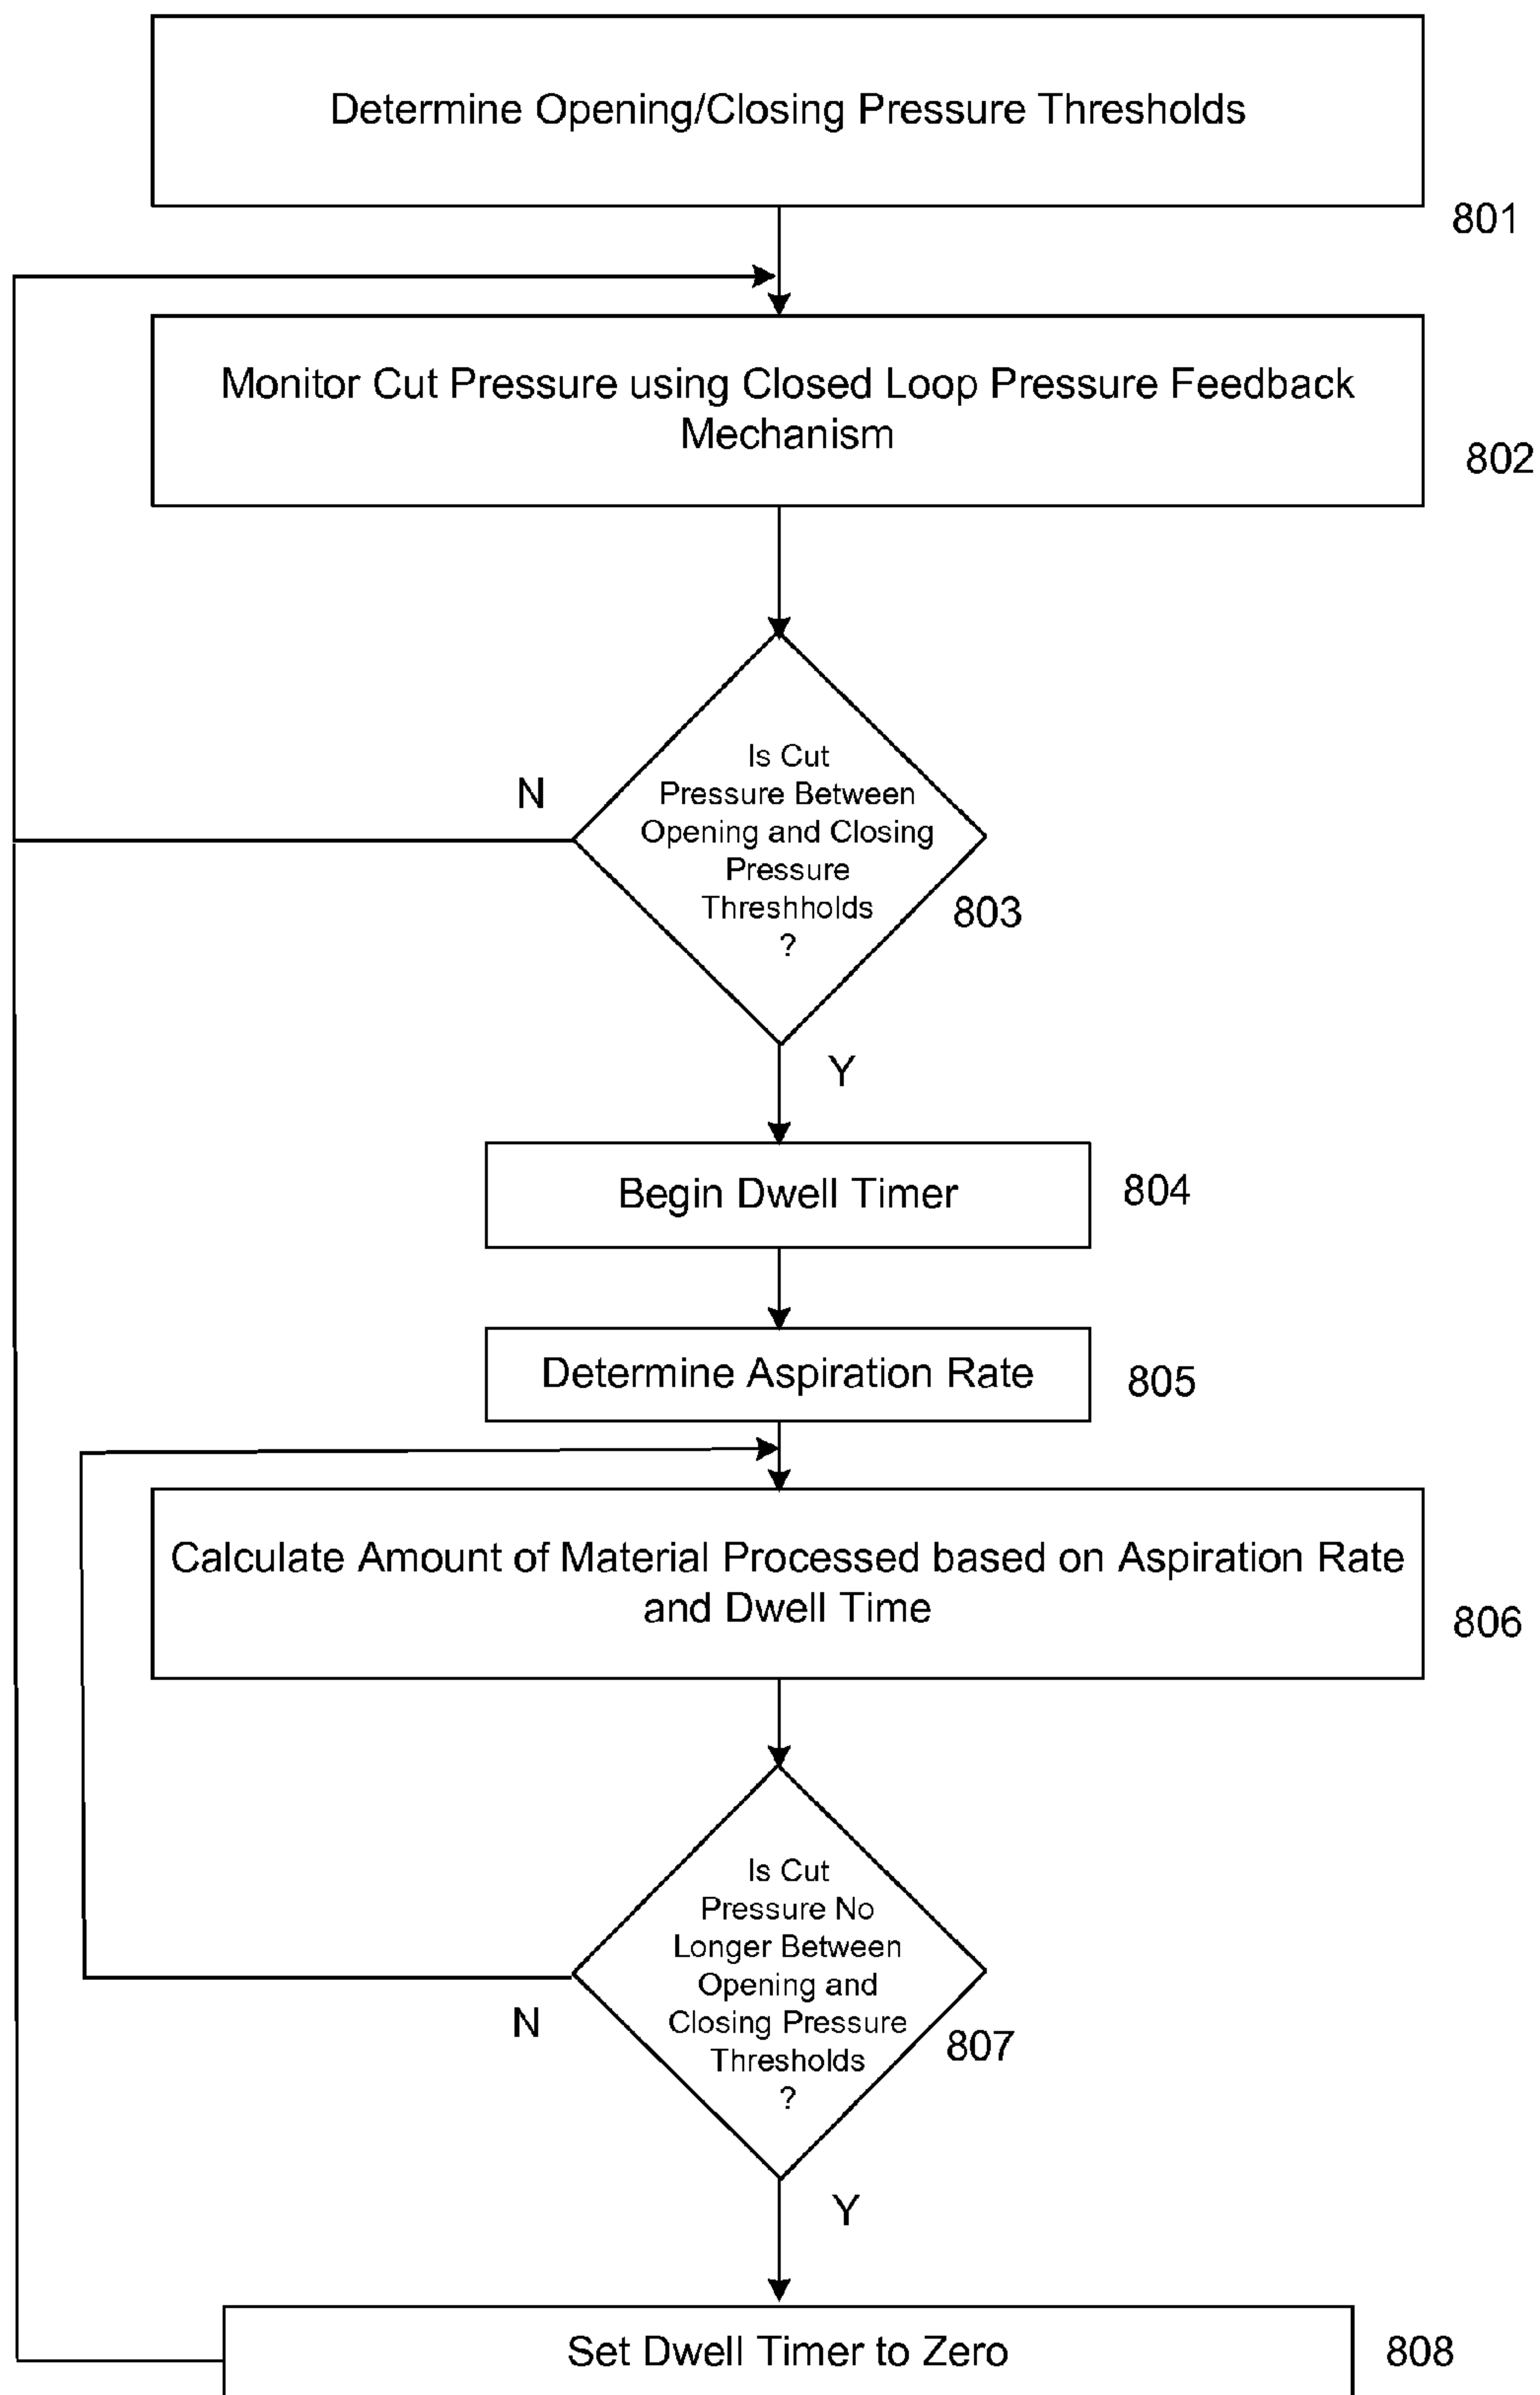 Determine Opening/Closing Pressure Thresholds
801
Monitor Cut Pressure using Closed Loop Pressure Feedback
Mechanism
802
Is Cut
Pressure Between
Opening and Closing
Pressure
Threshholds
?
803
N
Y
Begin Dwell Timer
804
Determine Aspiration Rate
805
Calculate Amount of Material Processed based on Aspiration Rate
and Dwell Time
806
Is Cut
Pressure No
Longer Between
Opening and
Closing Pressure
Thresholds
?
807
N
Y
Set Dwell Timer to Zero
808